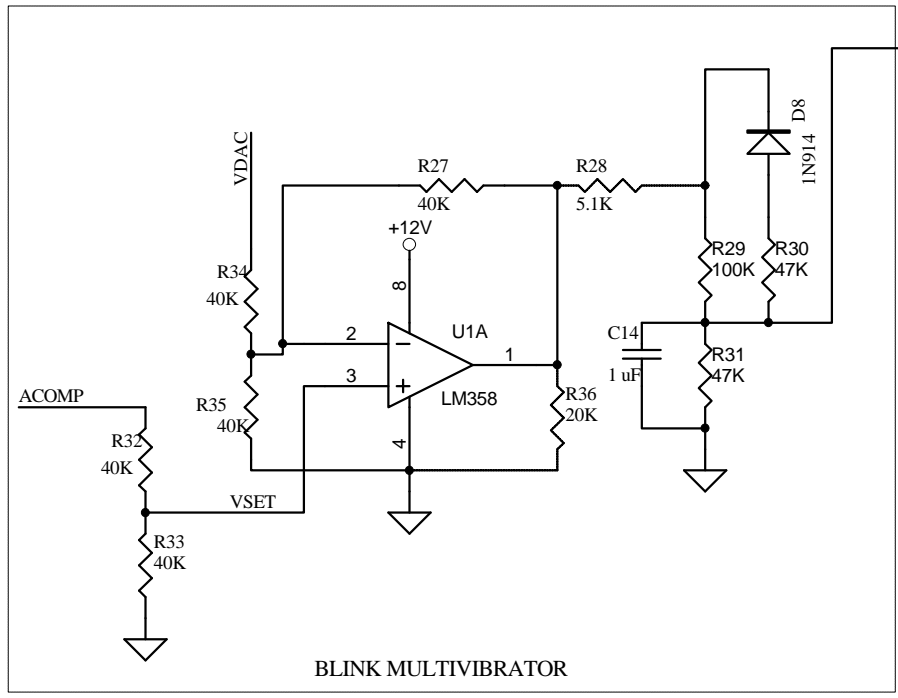 D8
1N914
VDAC
R27
40K
R28
5.1K
+12V
R34
40K
8
R29
100K
R30
47K
U1A
2
1
3
LM358
C14
1 uF
R31
47K
ACOMP
R35
40K
R36
20K
4
R32
40K
VSET
R33
40K
BLINK MULTIVIBRATOR